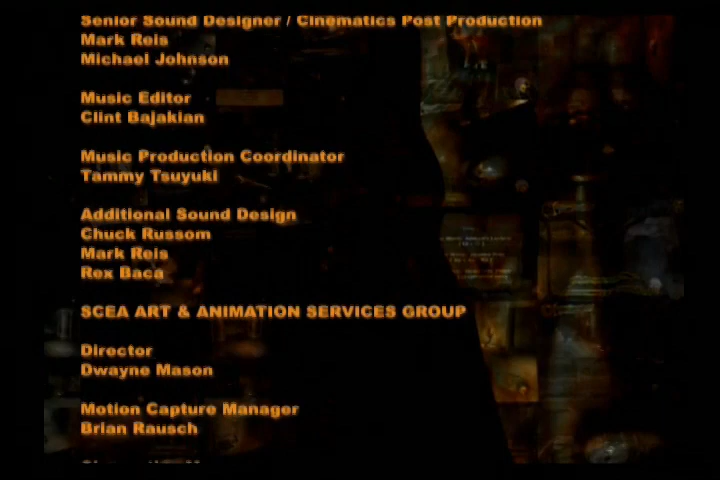 Senior Sound Designer / Cinematics Post Production
Mark Reis
Michael Johnson
Music Editor
Clint Bajakian
Music Production Coordinator
Tammy Tsuyuki
Additional Sound Design
Chuck Russom
Mark Reis
Rex Baca
SCEA ART & ANIMATION SERVICES GROUP
Director
Dwayne Mason
Motion Capture Manager
Brian Rausch